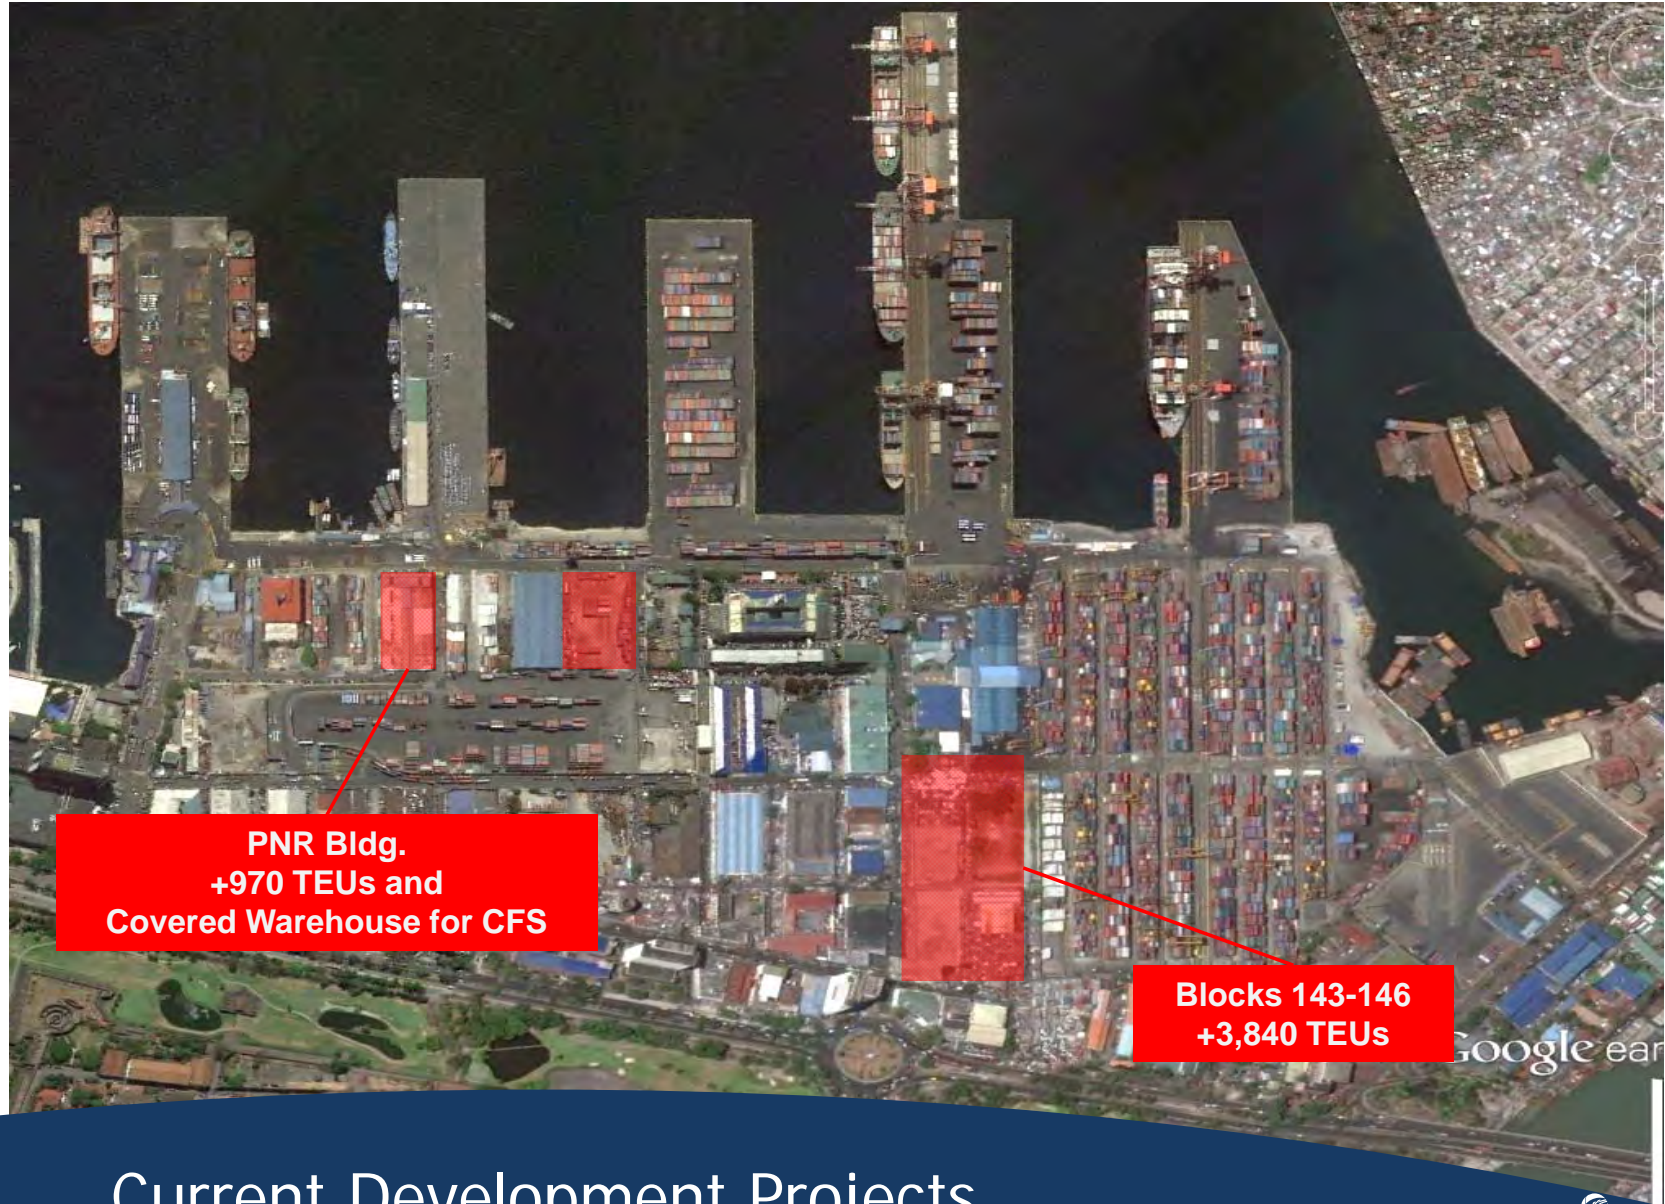 PNR Bldg.
+970 TEUs and
Covered Warehouse for CFS
Blocks 143-146
+3,840 TEUs
Google ear
Current Development Projects